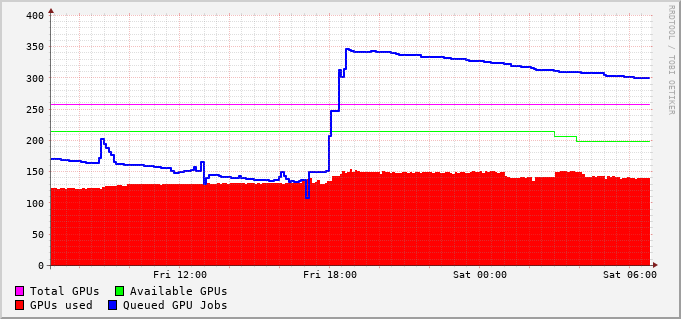 400
350
300
250
200
150
100
50
0
Fri 12:00 Fri 18:00 Sat 00:00 Sat 06:00
Total GPUs Available GPUs
GPUs used Queued GPU Jobs
RRDTOOL / TOBI OETIKER